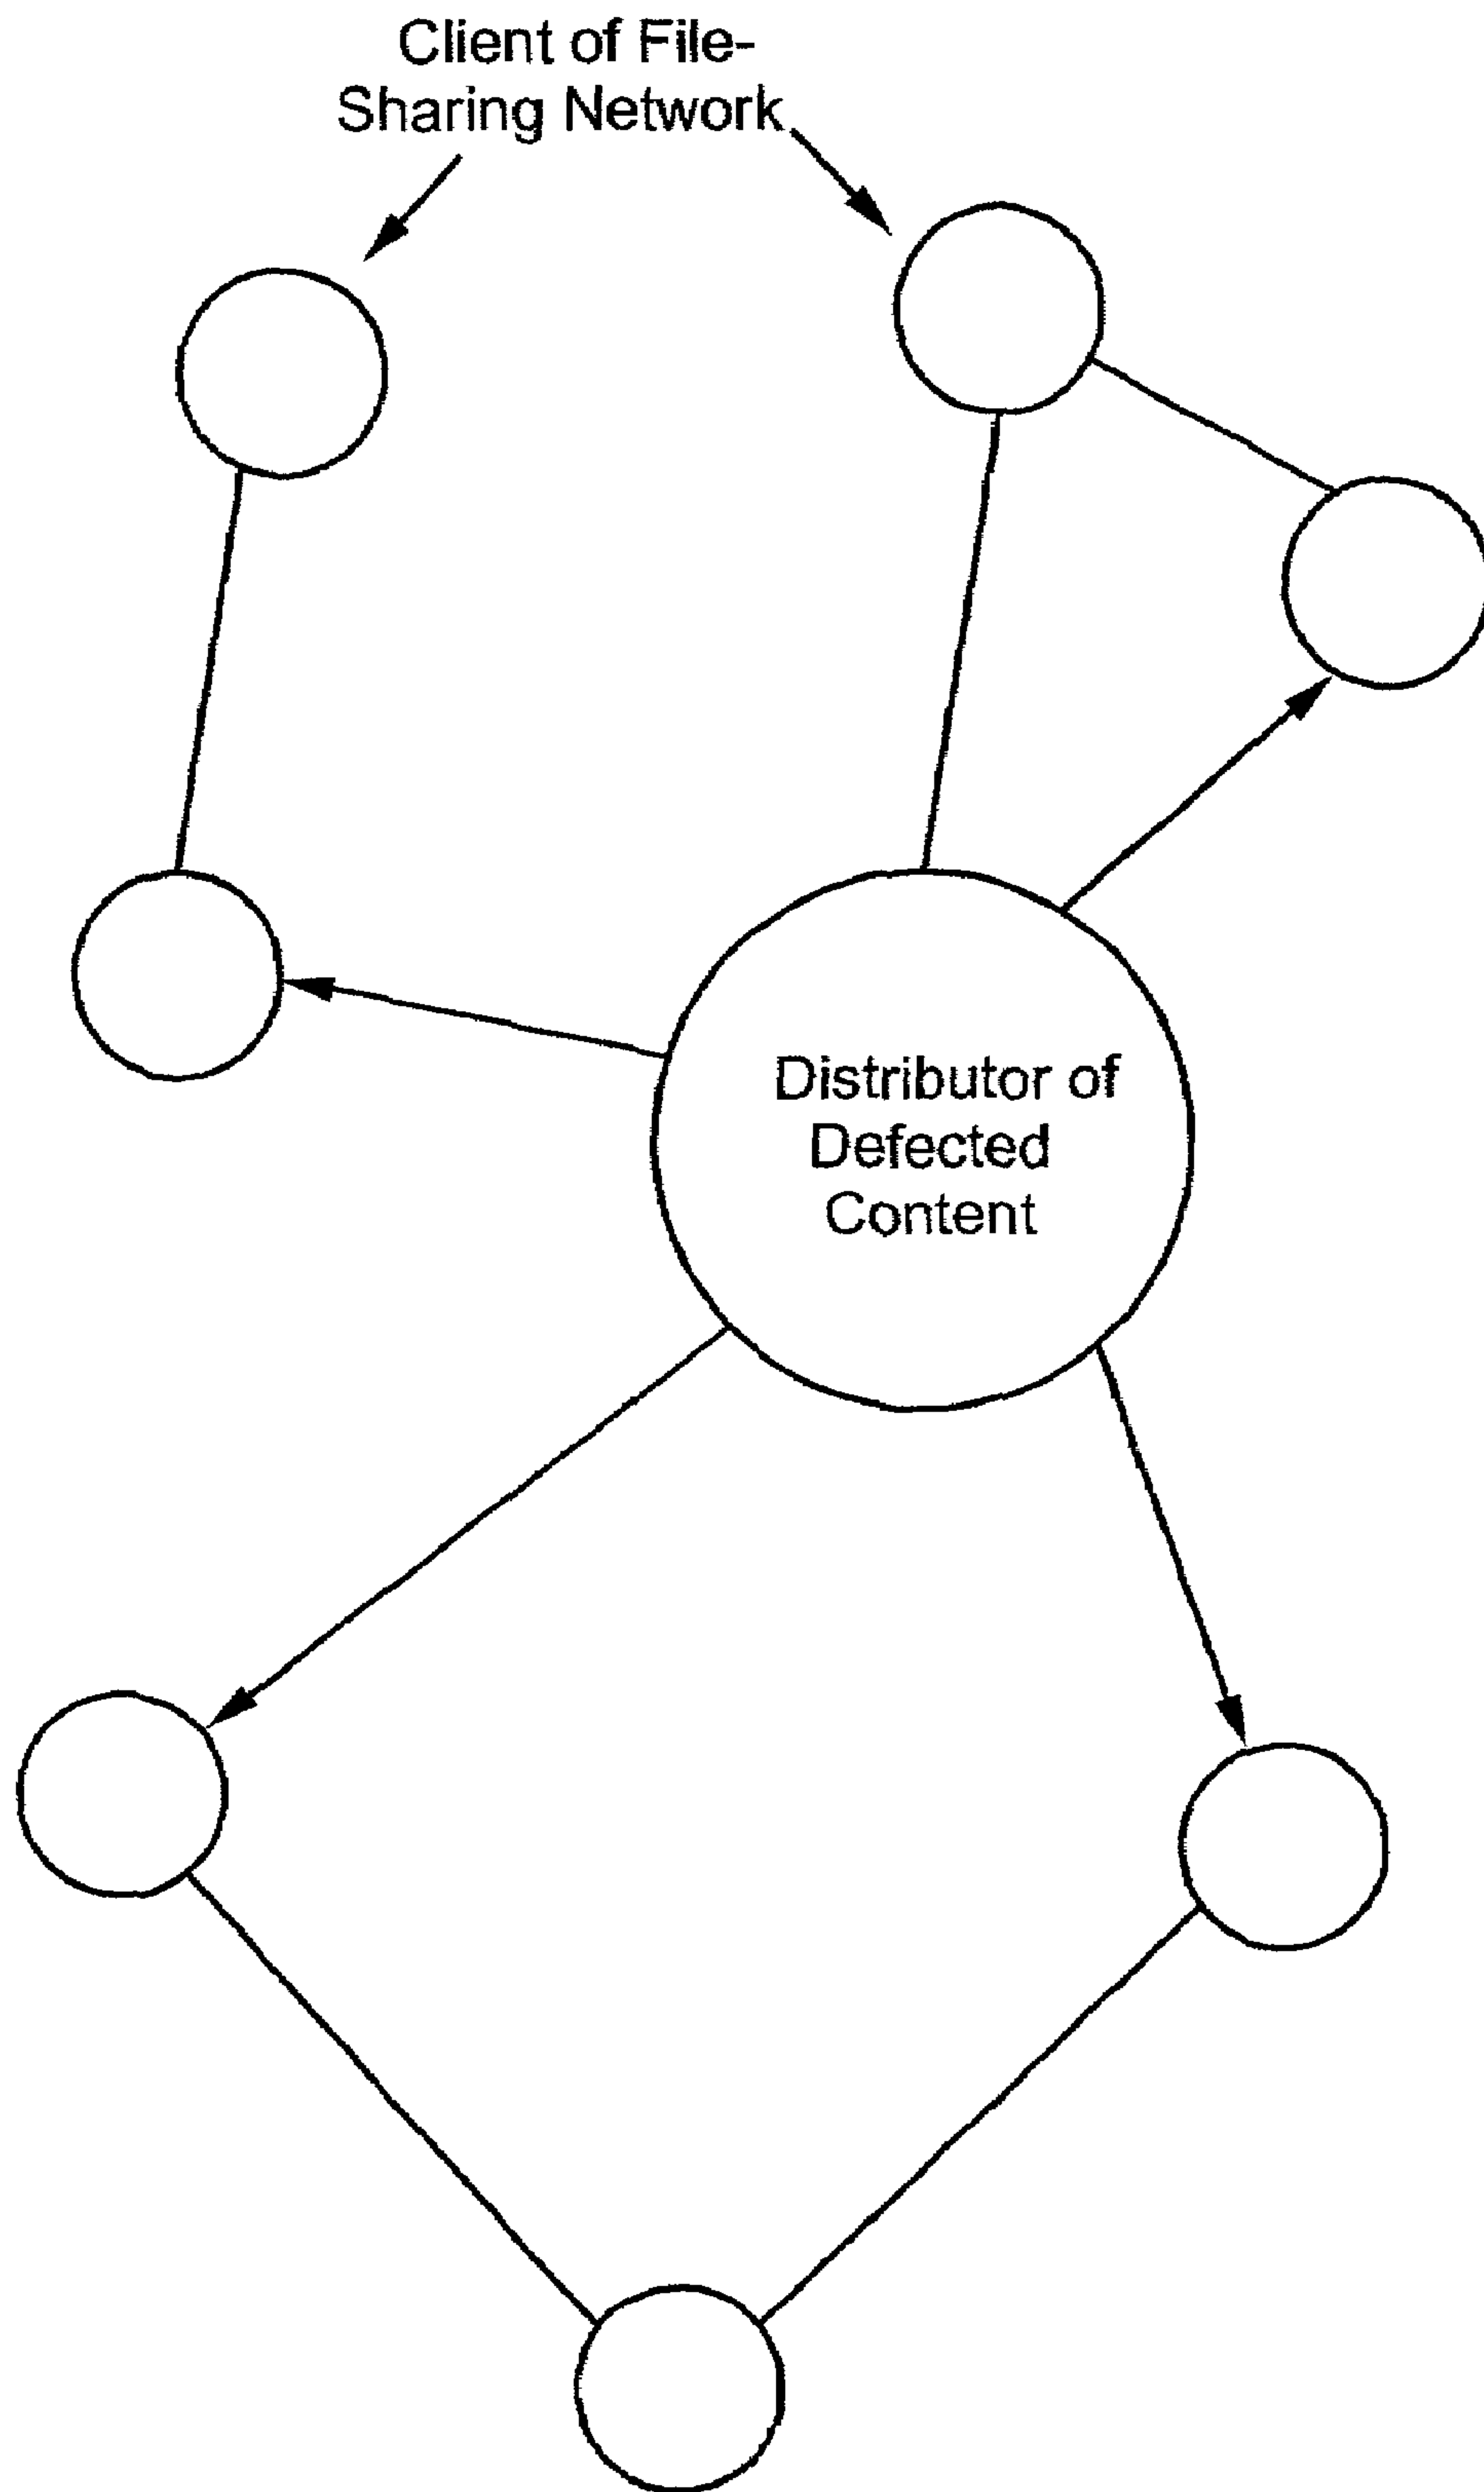 Client of File-
Sharing Network
Distributor of
Defected
Content